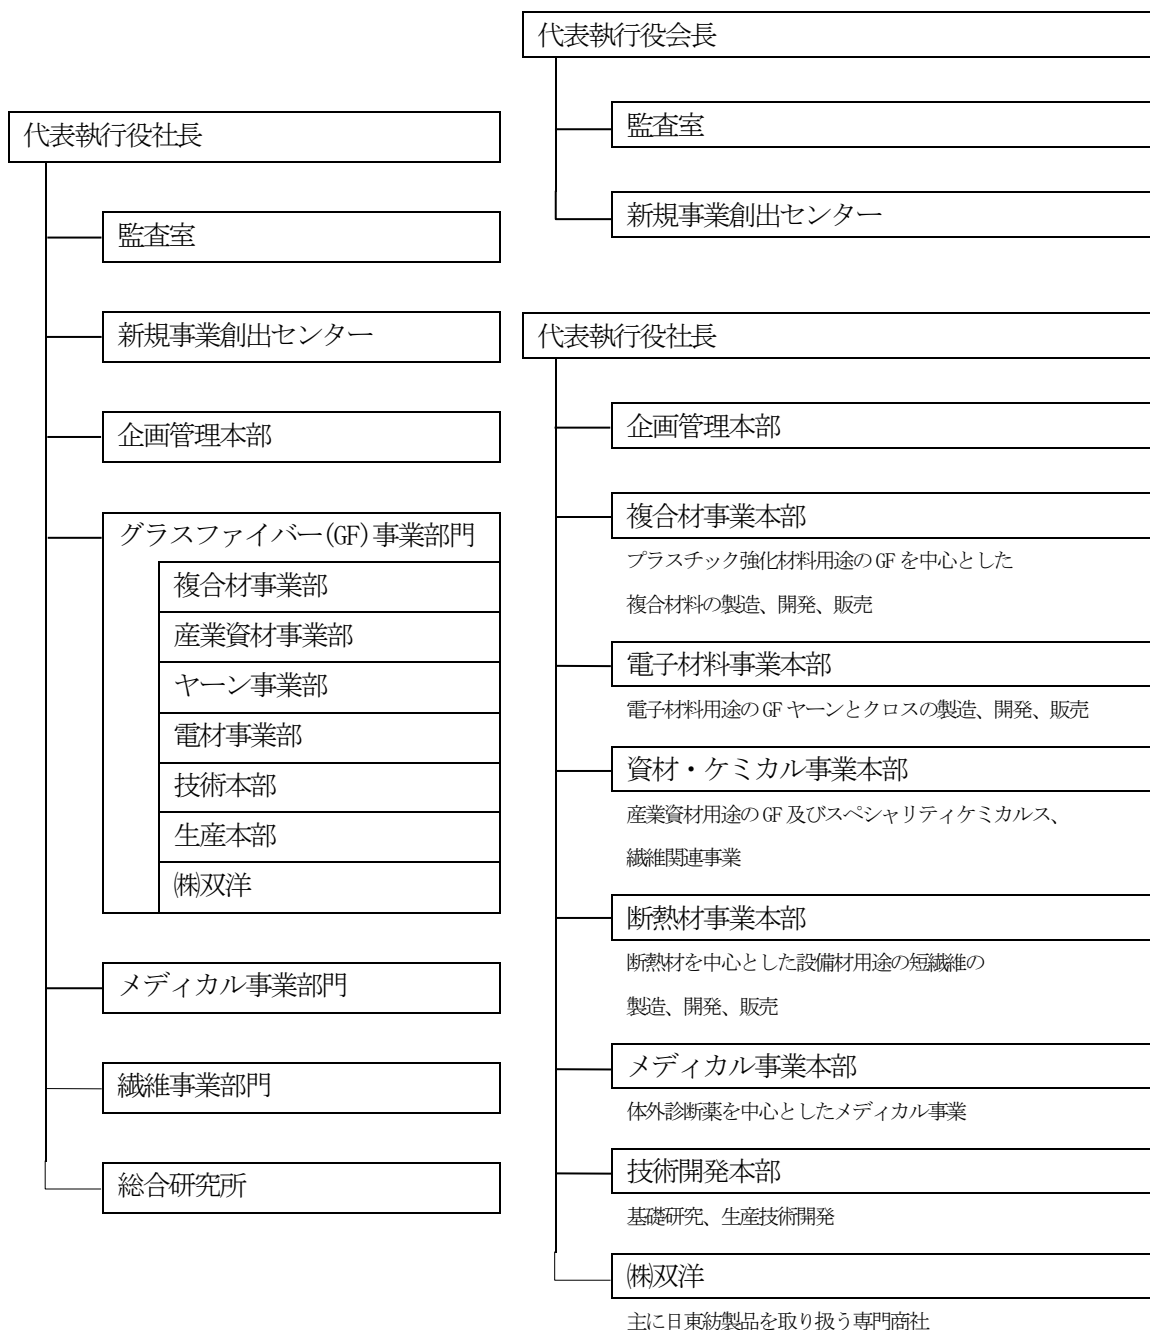 代表執行役社長
監査室
新規事業創出センター
企画管理本部
グラスファイバー(GF)事業部門
複合材事業部
産業資材事業部
ヤーン事業部
電材事業部
技術本部
生産本部
㈱双洋
メディカル事業部門
繊維事業部門
総合研究所
代表執行役会長
監査室
新規事業創出センター
代表執行役社長
企画管理本部
複合材事業本部
プラスチック強化材料用途のGFを中心とした
複合材料の製造、開発、販売
電子材料事業本部
電子材料用途のGFヤーンとクロスの製造、開発、販売
資材・ケミカル事業本部
産業資材用途のGF及びスペシャリティケミカルス、
繊維関連事業
断熱材事業本部
断熱材を中心とした設備材用途の短繊維の
製造、開発、販売
メディカル事業本部
体外診断薬を中心としたメディカル事業
技術開発本部
基礎研究、生産技術開発
㈱双洋
主に日東紡製品を取り扱う専門商社